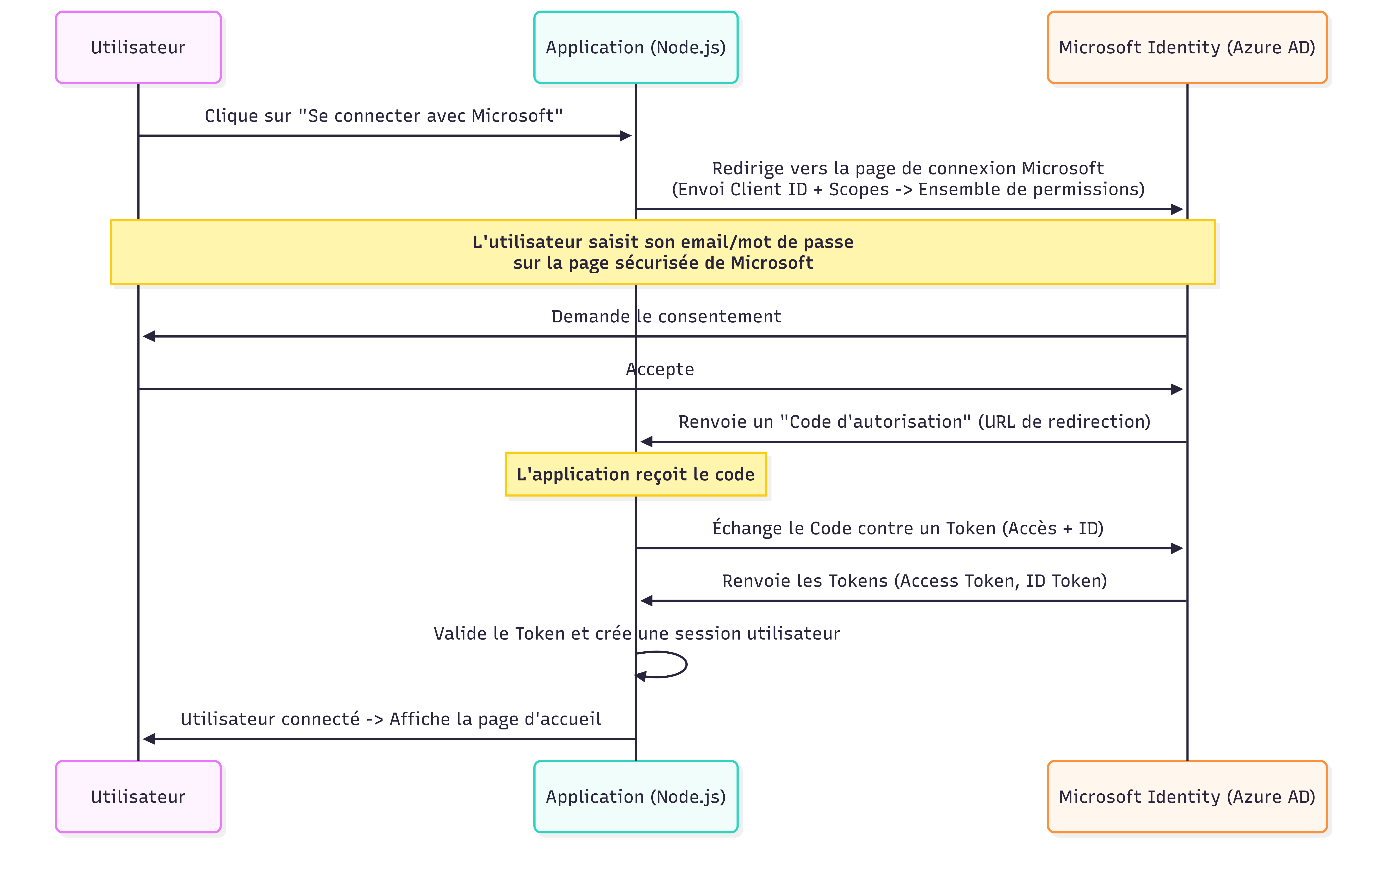 Utilisateur
Application (Node.js)
Microsoft Identity (Azure AD)
Clique sur "Se connecter avec Microsoft"
Redirige vers la page de connexion Microsoft
(Envoi Client ID + Scopes -> Ensemble de permissions)
L'utilisateur saisit son email/mot de passe
sur la page sécurisée de Microsoft
Demande le consentement
Accepte
Renvoie un "Code d'autorisation" (URL de redirection)
L'application reçoit le code
Échange le Code contre un Token (Accès + ID)
Renvoie les Tokens (Access Token, ID Token)
Valide le Token et crée une session utilisateur
Utilisateur connecté -> Affiche la page d'accueil
Utilisateur
Application (Node.js)
Microsoft Identity (Azure AD)